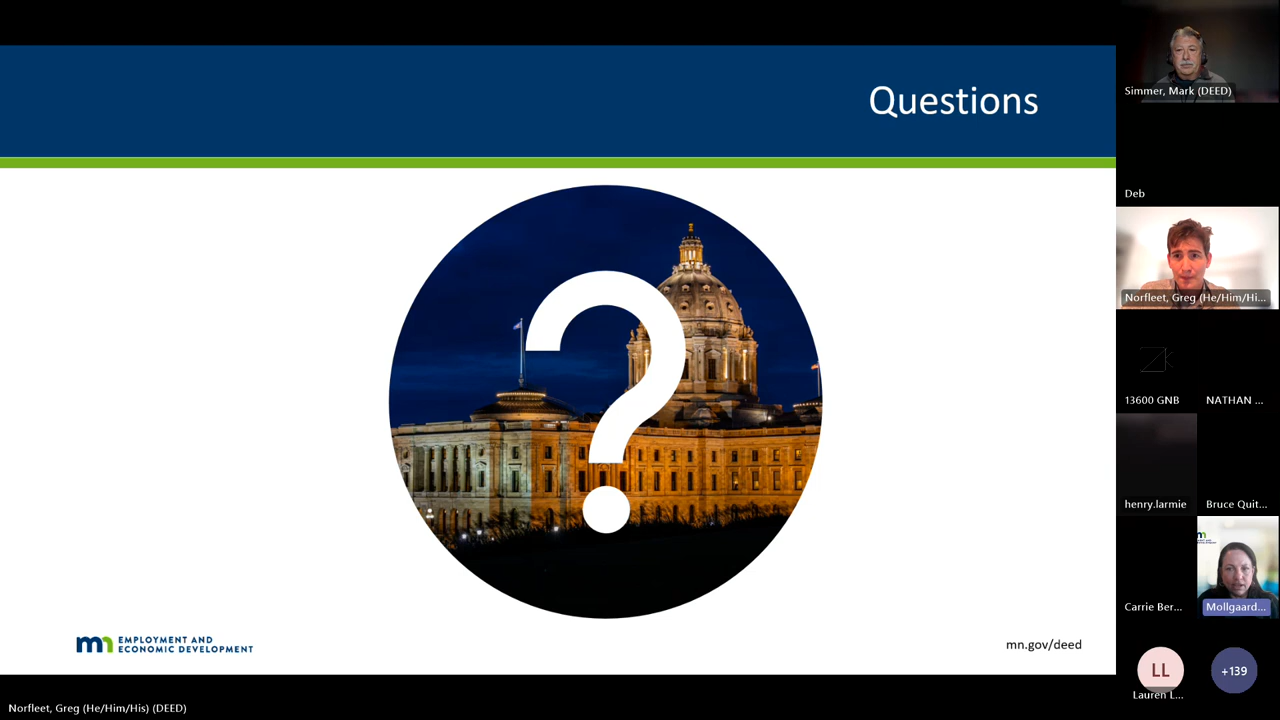 Questions
?
mn EMPLOYMENT AND
ECONOMIC DEVELOPMENT
mn.gov/deed
Norfleet, Greg (He/Him/His) (DEED)
Simmer, Mark (DEED)
Deb
Norfleet, Greg (He/Him/Hi...
13600 GNB
NATHAN ...
henry.larmie
Bruce Quit...
Carrie Ber...
Mollgaard...
LL
Lauren L...
+139